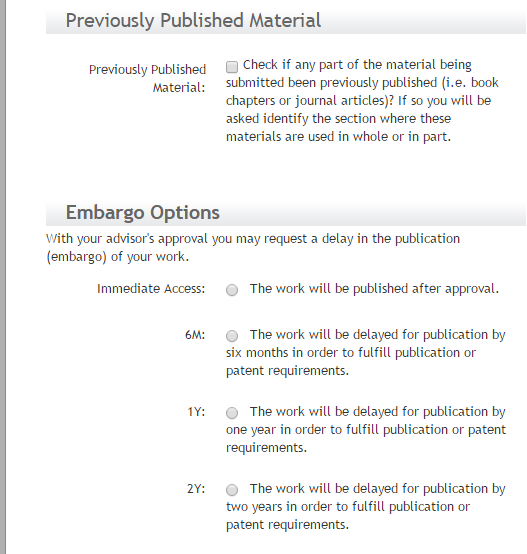 Previously Published Material
Previously Published
Material:
Check if any part of the material being
submitted been previously published (i.e. book
chapters or journal articles)? If so you will be
asked identify the section where these
materials are used in whole or in part.
Embargo Options
With your advisor's approval you may request a delay in the publication
(embargo) of your work.
Immediate Access: The work will be published after approval.
6M: The work will be delayed for publication by
six months in order to fulfill publication or
patent requirements.
1Y: The work will be delayed for publication by
one year in order to fulfill publication or patent
requirements.
2Y: The work will be delayed for publication by
two years in order to fulfill publication or
patent requirements.